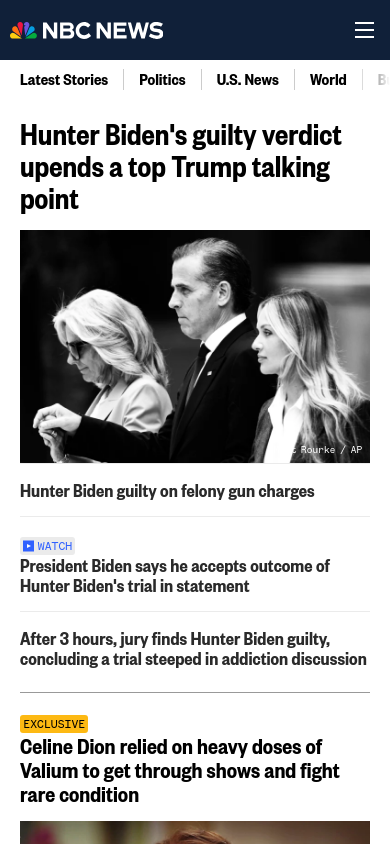 NBC NEWS
Latest Stories
Politics
U.S. News
World
Hunter Biden's guilty verdict
upends a top Trump talking
point
Rourke / AP
Hunter Biden guilty on felony gun charges
WATCH
President Biden says he accepts outcome of
Hunter Biden's trial in statement
After 3 hours, jury finds Hunter Biden guilty,
concluding a trial steeped in addiction discussion
EXCLUSIVE
Celine Dion relied on heavy doses of
Valium to get through shows and fight
rare condition